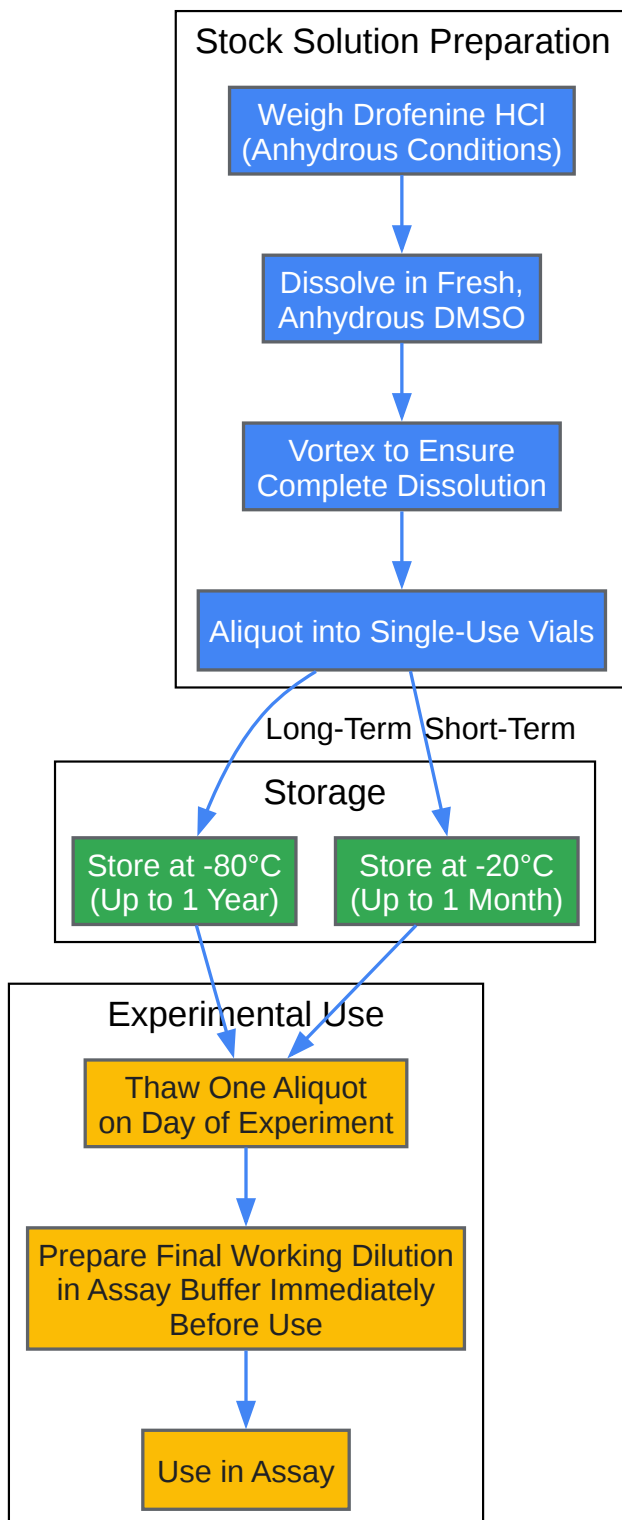 Stock Solution Preparation
Weigh Drofenine HCl
(Anhydrous Conditions)
Dissolve in Fresh,
Anhydrous DMSO
Vortex to Ensure
Complete Dissolution
Aliquot into Single-Use Vials
Long-Term
Short-Term
Storage
Store at -80°C
(Up to 1 Year)
Store at -20°C
(Up to 1 Month)
Experimental Use
Thaw One Aliquot
on Day of Experiment
Prepare Final Working Dilution
in Assay Buffer Immediately
Before Use
Use in Assay